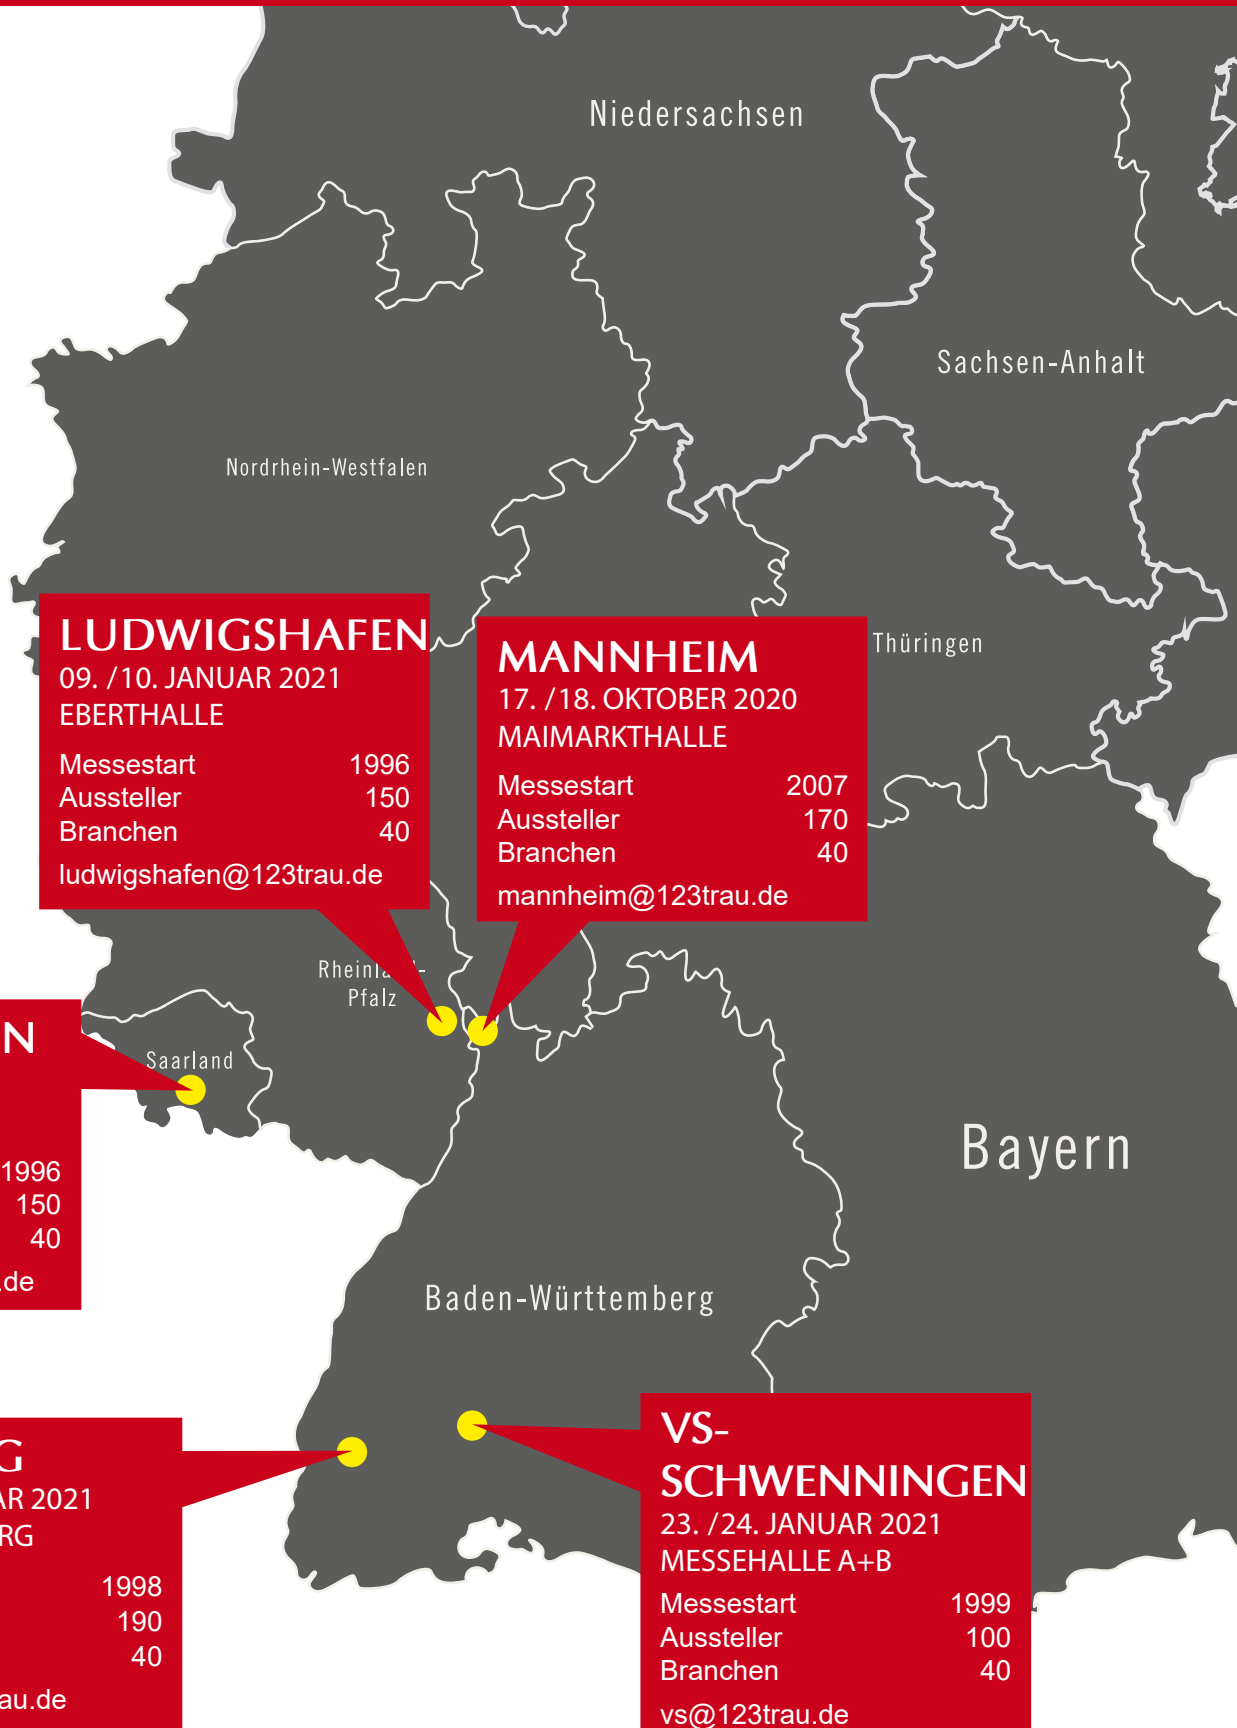 Niedersachsen
Sachsen-Anhalt
Nordrhein-Westfalen
Thüringen
LUDWIGSHAFEN
09. /10. JANUAR 2021
EBERTHALLE
Messestart 1996
Aussteller 150
Branchen 40
ludwigshafen@123trau.de
MANNHEIM
17. /18. OKTOBER 2020
MAIMARKTHALLE
Messestart 2007
Aussteller 170
Branchen 40
mannheim@123trau.de
Pfalz
Saarland
N
1996
150
40
.de
Bayern
Baden-Württemberg
G
AR 2021
RG
1998
190
40
rau.de
VS-
SCHWENNINGEN
23. /24. JANUAR 2021
MESSEHALLE A+B
Messestart 1999
Aussteller 100
Branchen 40
vs@123trau.de